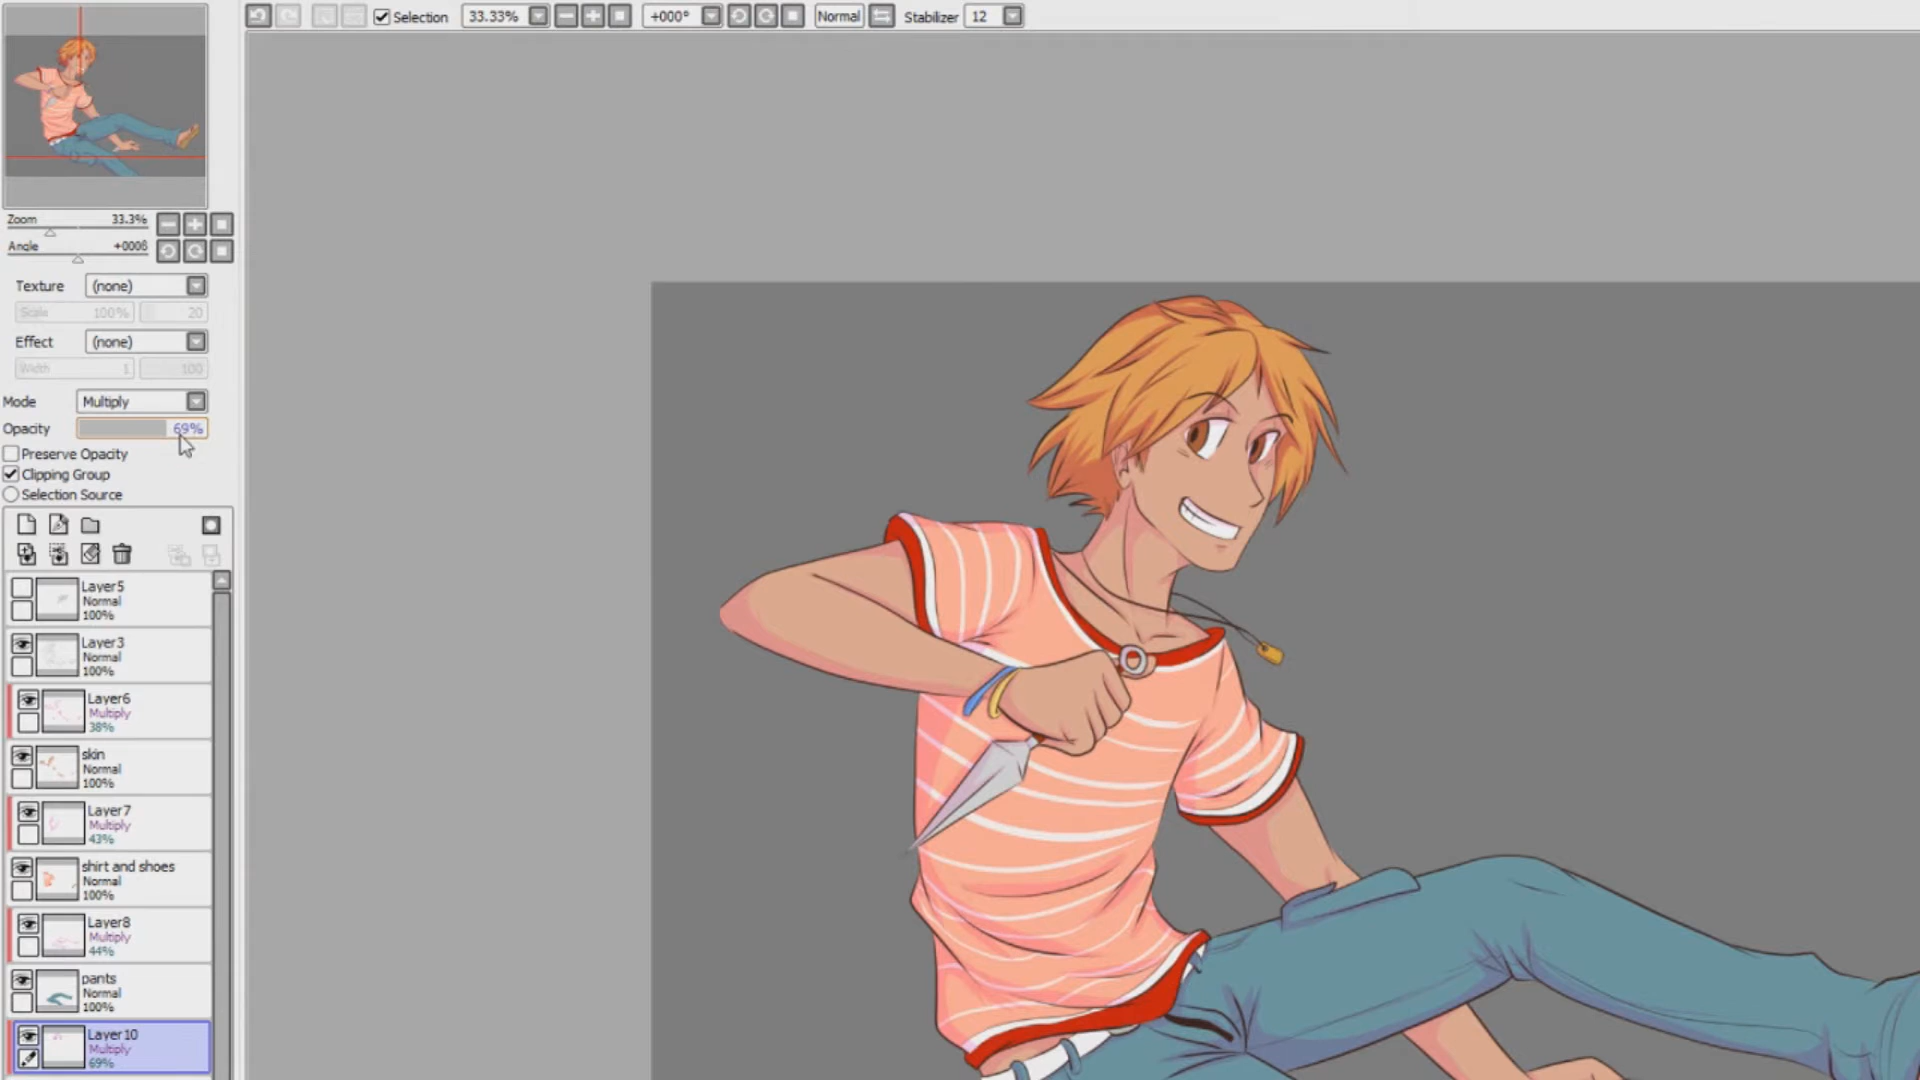 Selection 33.33% +000° Normal Stabilizer 12
Zoom 33.3%
Angle +000ß
Texture (none)
Scale 100% 20
Effect (none)
Width 1 100
Mode Multiply
Opacity 69%
Preserve Opacity
Clipping Group
Selection Source
Layer5
Normal
100%
Layer3
Normal
100%
Layer6
Multiply
38%
skin
Normal
100%
Layer7
Multiply
43%
shirt and shoes
Normal
100%
Layer8
Multiply
44%
pants
Normal
100%
Layer10
Multiply
69%